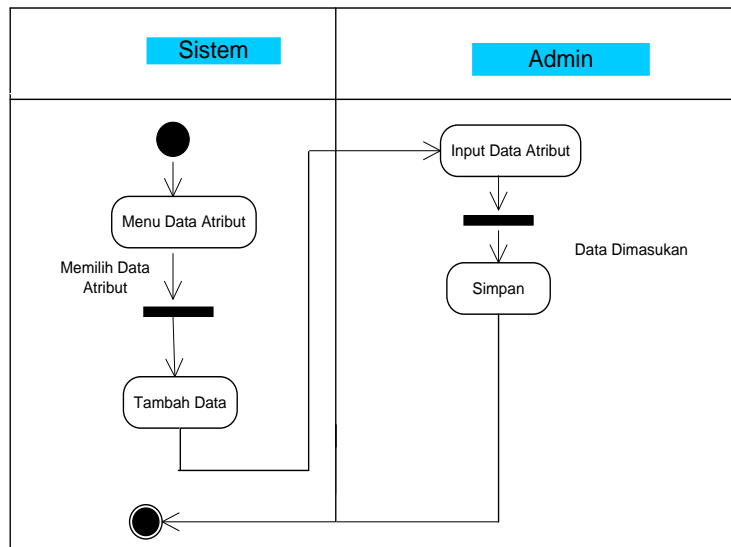 Sistem
Admin
Menu Data Atribut
Memilih Data
Atribut
Tambah Data
Input Data Atribut
Data Dimasukan
Simpan